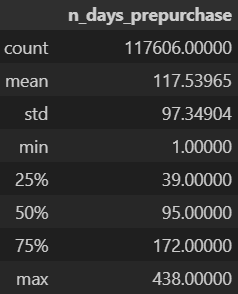 n_days_prepurchase
count 117606.00000
mean 117.53965
std 97.34904
min 1.00000
25% 39.00000
50% 95.00000
75% 172.00000
max 438.00000